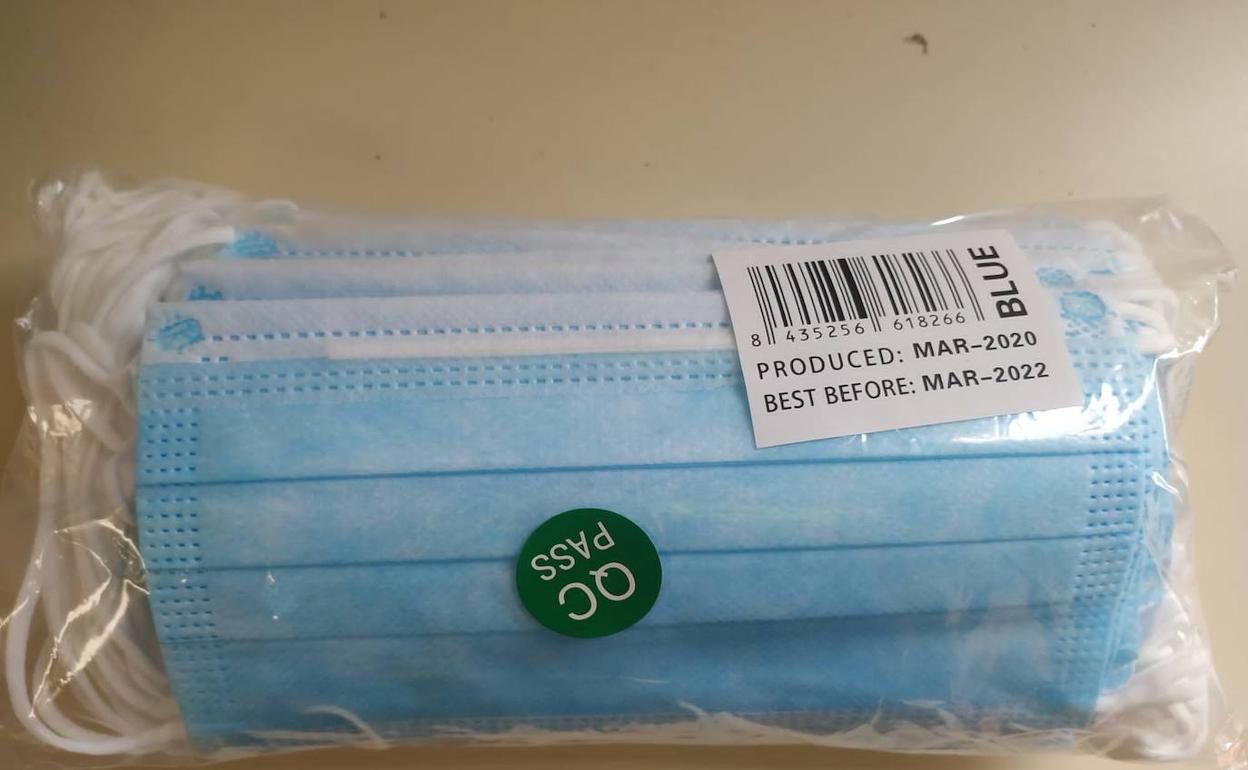 BLUE
8 435256 618266
PRODUCED: MAR-2020
BEST BEFORE: MAR-2022
QC
PASS